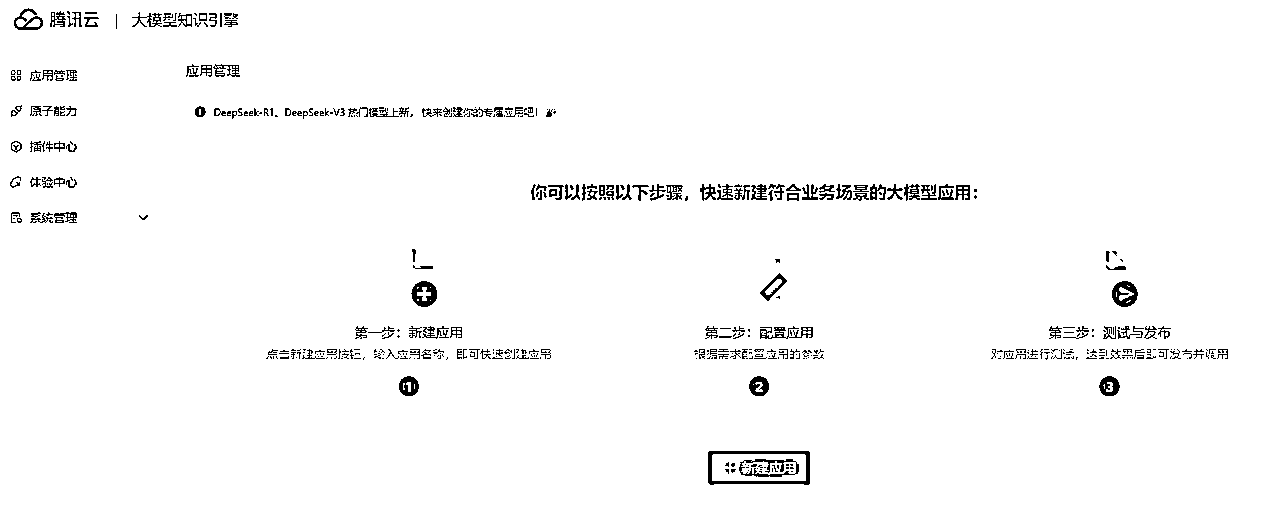 腾讯云 | 大模型知识引擎
应用管理
原子能力
插件中心
体验中心
系统管理
应用管理
DeepSeek-R1、DeepSeek-V3 热门模型上新，快来创建你的专属应用吧！
你可以按照以下步骤，快速新建符合业务场景的大模型应用：
第一步：新建应用
点击新建应用按钮，输入应用名称，即可快速创建应用
1
第二步：配置应用
根据需求配置应用的参数
2
第三步：测试与发布
对应用进行测试，达到效果后即可发布并调用
3
新建应用